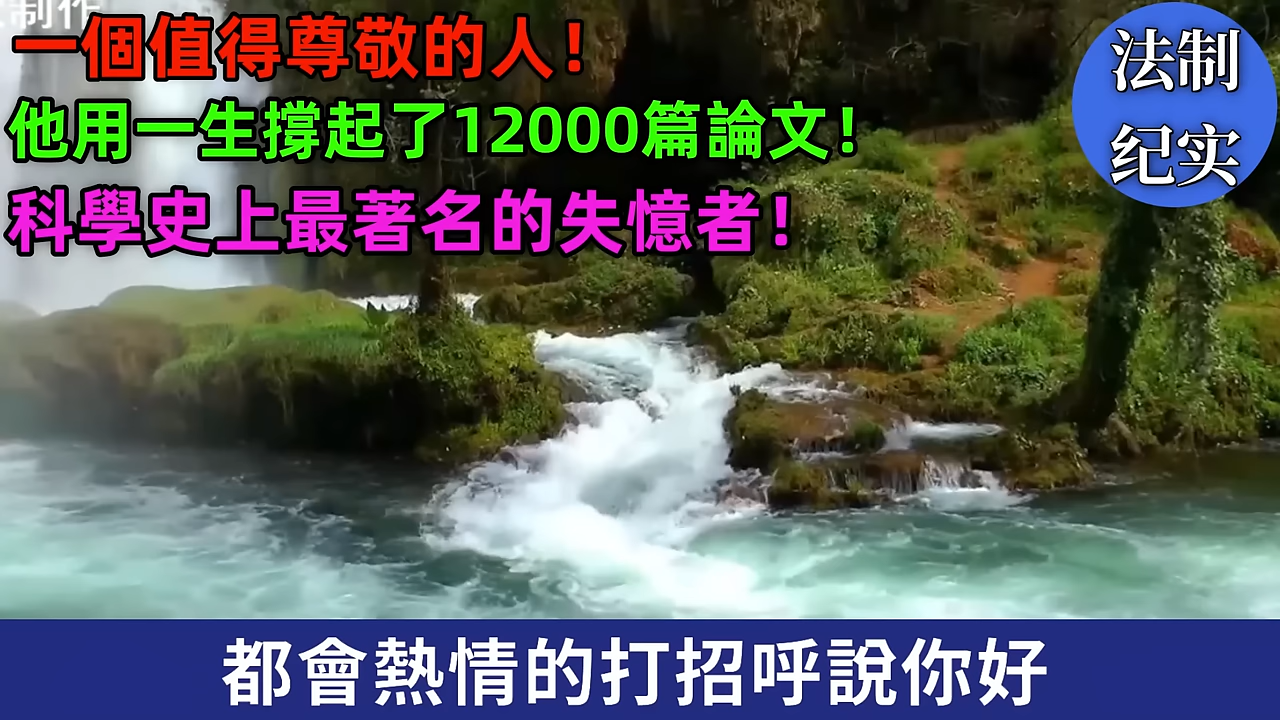 制作
一個值得尊敬的人！
他用一生撐起了12000篇論文！
科學史上最著名的失憶者！
法制
纪实
都會熱情的打招呼說你好